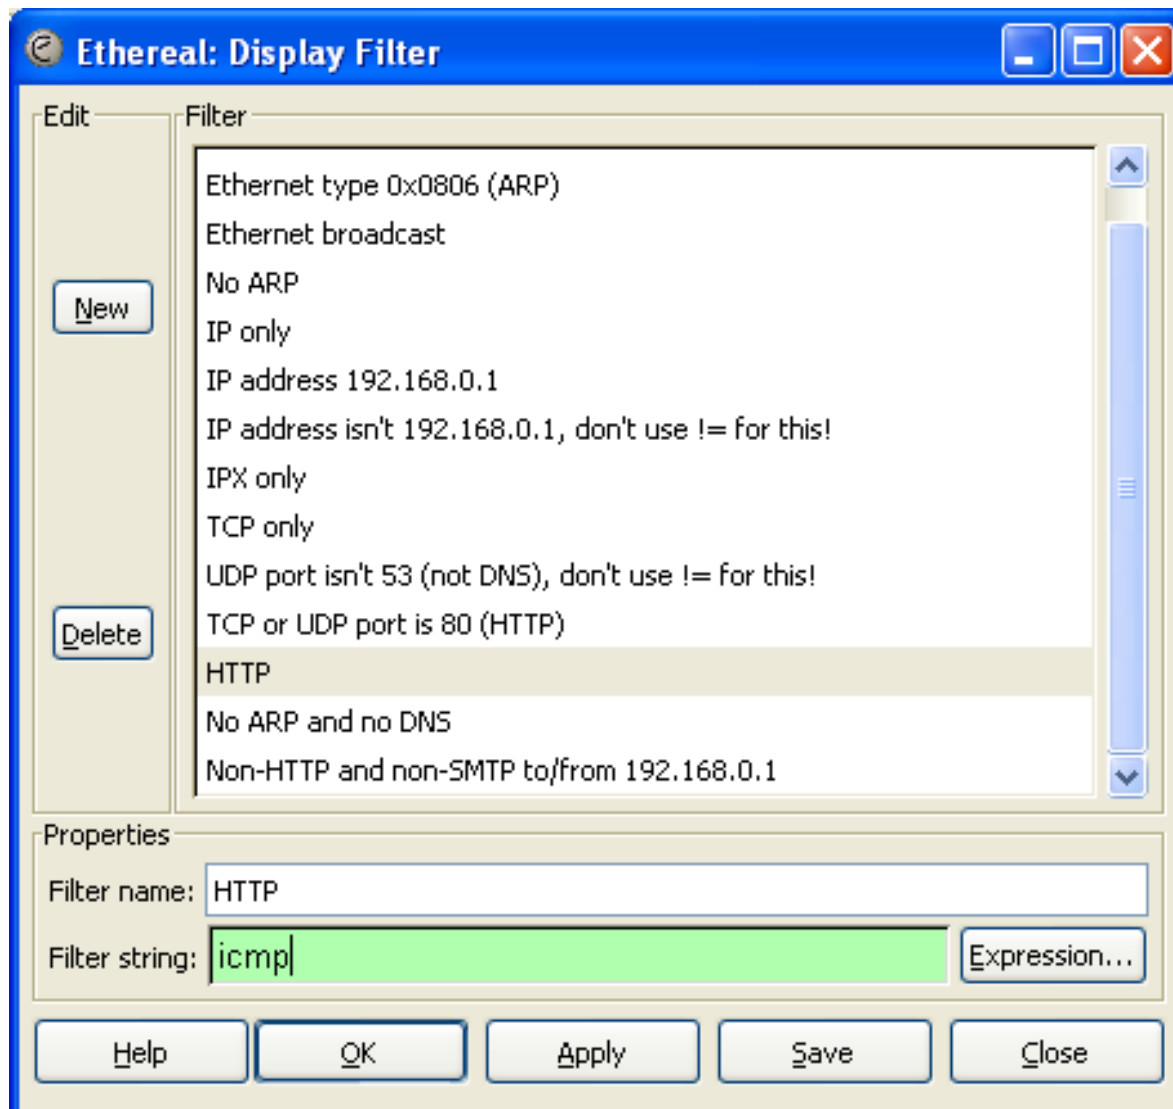 Ethereal: Display Filter
Edit
Filter
Ethernet type 0x0806 (ARP)
Ethernet broadcast
No ARP
New
IP only
IP address 192.168.0.1
IP address isn't 192.168.0.1, don't use != for this!
IPX only
TCP only
UDP port isn't 53 (not DNS), don't use != for this!
Delete
TCP or UDP port is 80 (HTTP)
HTTP
No ARP and no DNS
Non-HTTP and non-SMTP to/from 192.168.0.1
Properties
Filter name: HTTP
Filter string: icmp Expression...
Help OK Apply Save Close